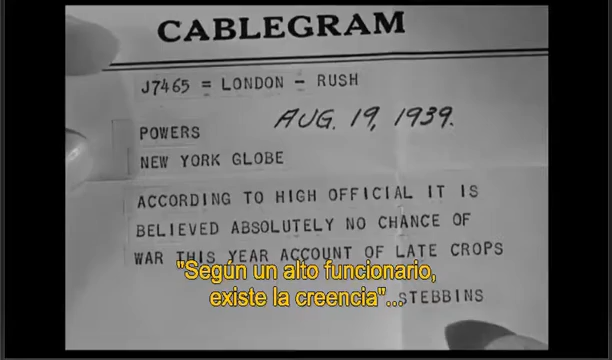 CABLEGRAM
J7465 = LONDON - RUSH
AUG. 19, 1939.
POWERS
NEW YORK GLOBE
ACCORDING TO HIGH OFFICIAL IT IS
BELIEVED ABSOLUTELY NO CHANCE OF
WAR THIS YEAR ACCOUNT OF LATE CROPS
"Según un alto funcionario,
existe la creencia"...
STEBBINS